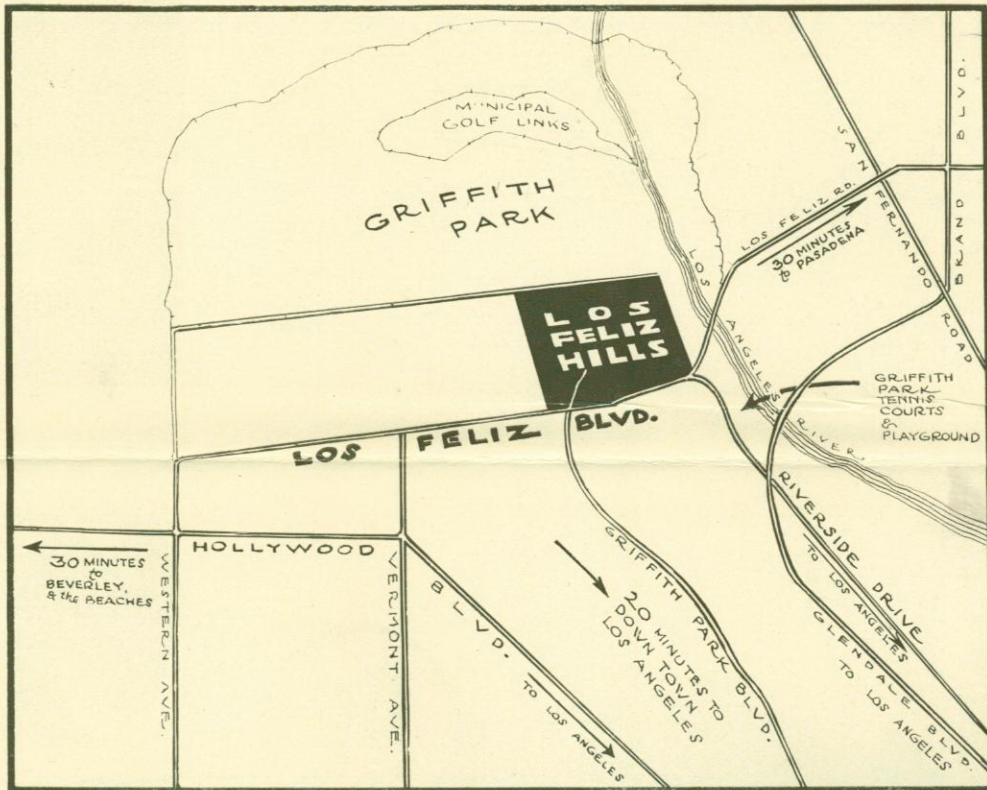 MUNICIPAL
GOLF LINKS
GRIFFITH
PARK
SAN FERNANDO ROAD
BRAND BLVD.
LOS FELIZ RD.
30 MINUTES
to
PASADENA
LOS ANGELES RIVER
LOS
FELIZ
HILLS
GRIFFITH
PARK
TENNIS
COURTS
&
PLAYGROUND
LOS FELIZ BLVD.
HOLLYWOOD BLVD.
30 MINUTES
to
BEVERLEY,
& the BEACHES
WESTERN AVE.
VERMONT AVE.
TO LOS ANGELES
GRIFFITH PARK BLVD.
20 MINUTES TO
DOWN TOWN
LOS ANGELES
RIVERSIDE DRIVE
TO LOS ANGELES
GLENDALE BLVD.
TO LOS ANGELES